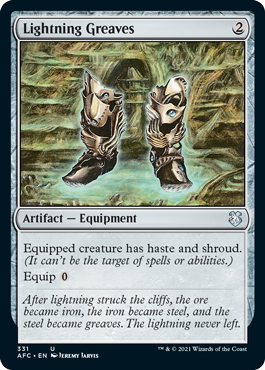 Lightning Greaves 2
Artifact — Equipment
Equipped creature has haste and shroud.
(It can't be the target of spells or abilities.)
Equip 0
After lightning struck the cliffs, the ore
became iron, the iron became steel, and the
steel became greaves. The lightning never left.
331 U
AFC • EN Jeremy Jarvis ™ & © 2021 Wizards of the Coast